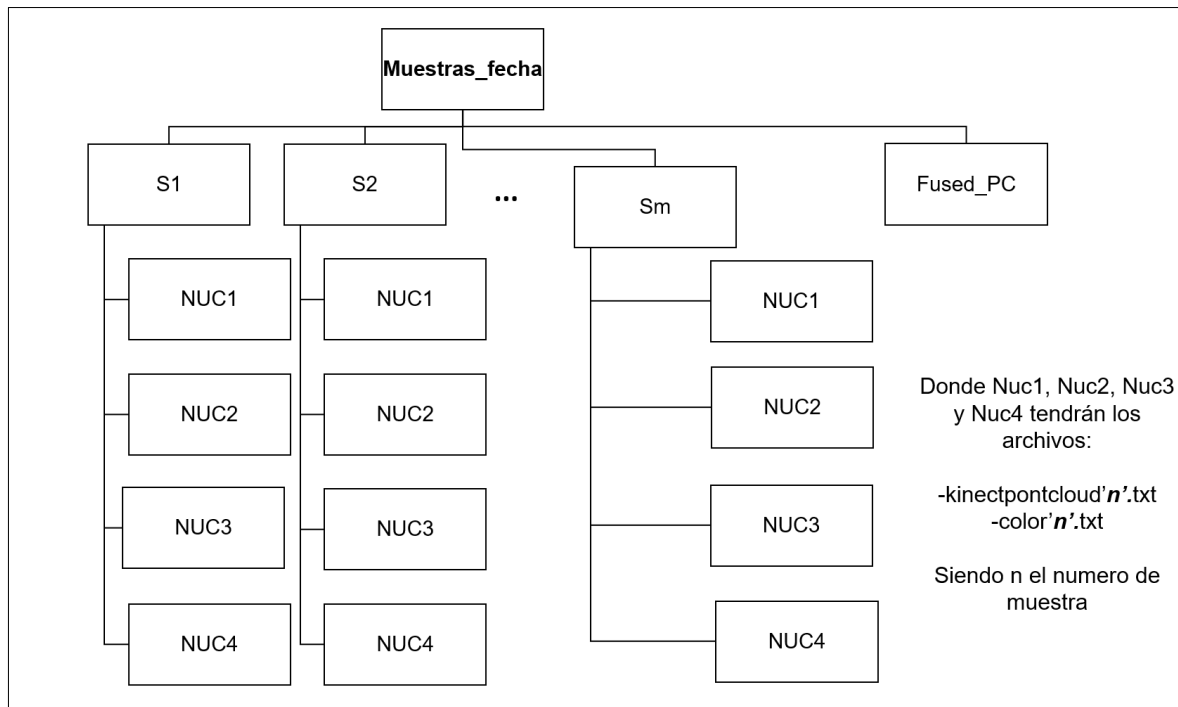 Muestras_fecha
S1
S2
...
Sm
Fused_PC
NUC1
NUC2
NUC3
NUC4
NUC1
NUC2
NUC3
NUC4
NUC1
NUC2
NUC3
NUC4
Donde Nuc1, Nuc2, Nuc3
y Nuc4 tendrán los
archivos:
-kinectpontcloud’n’.txt
-color’n’.txt
Siendo n el numero de
muestra